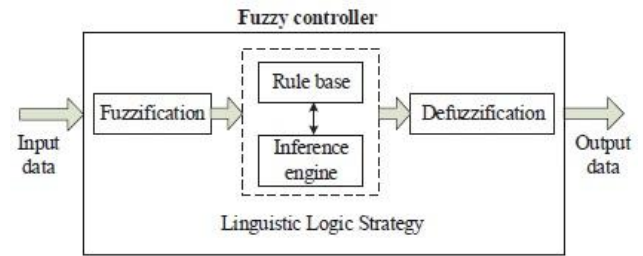 Fuzzy controller
Input
data
Fuzzification
Rule base
Inference
engine
Defuzzification
Output
data
Linguistic Logic Strategy